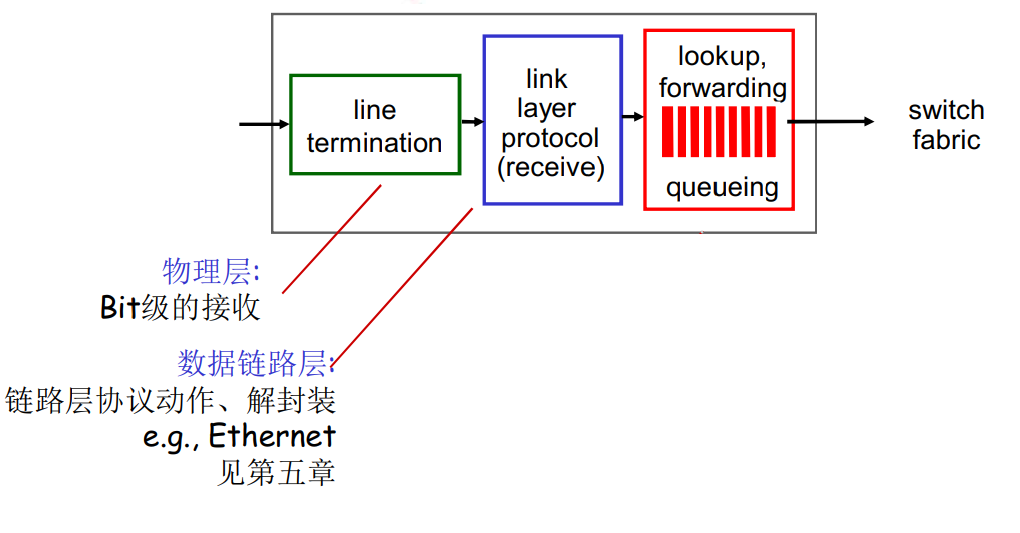 line
termination
link
layer
protocol
(receive)
lookup,
forwarding
queueing
switch
fabric
物理层:
Bit级的接收
数据链路层:
链路层协议动作、解封装
e.g., Ethernet
见第五章